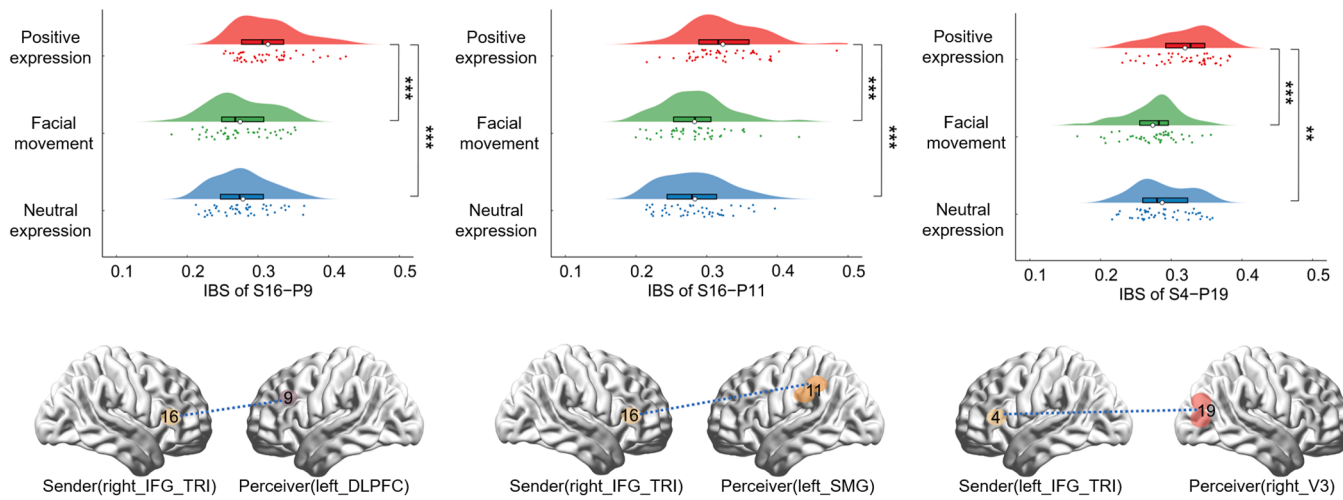 Positive
expression
Facial
movement
Neutral
expression
***
***
0.1 0.2 0.3 0.4 0.5
IBS of S16−P9
Positive
expression
Facial
movement
Neutral
expression
***
***
0.1 0.2 0.3 0.4 0.5
IBS of S16−P11
Positive
expression
Facial
movement
Neutral
expression
***
**
0.1 0.2 0.3 0.4 0.5
IBS of S4−P19
16 9
Sender(right_IFG_TRI) Perceiver(left_DLPFC)
16 11
Sender(right_IFG_TRI) Perceiver(left_SMG)
4 19
Sender(left_IFG_TRI) Perceiver(right_V3)